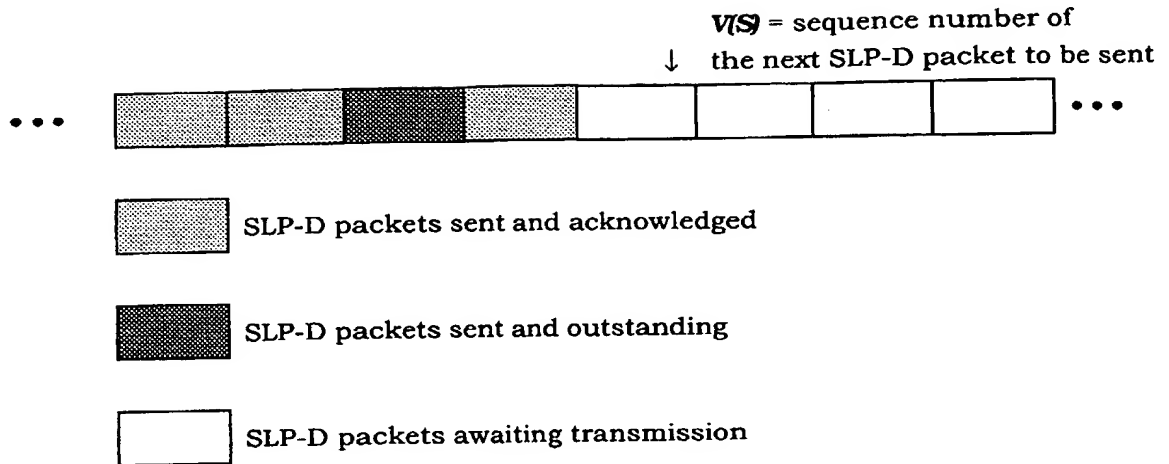 V(S) = sequence number of
↓ the next SLP-D packet to be sent
••• •••
SLP-D packets sent and acknowledged
SLP-D packets sent and outstanding
SLP-D packets awaiting transmission